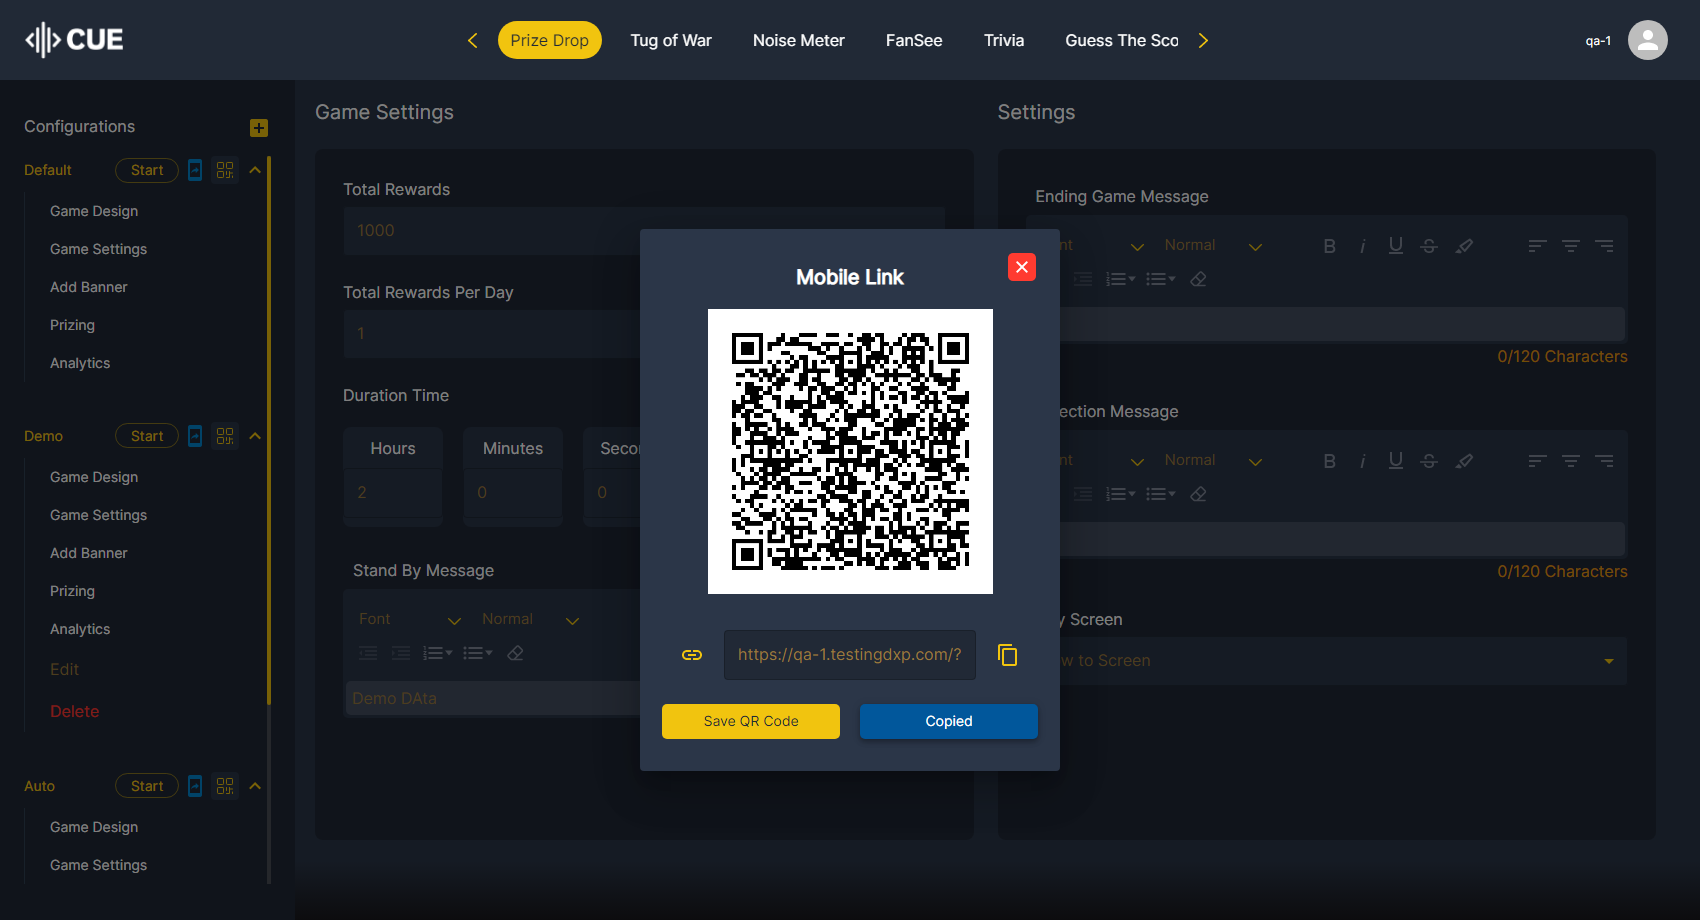 CUE
Prize Drop
Tug of War
Noise Meter
FanSee
Trivia
Guess The Sco
qa-1
Configurations
Default
Start
Game Design
Game Settings
Add Banner
Prizing
Analytics
Demo
Start
Game Design
Game Settings
Add Banner
Prizing
Analytics
Edit
Delete
Auto
Start
Game Design
Game Settings
Game Settings
Total Rewards
1000
Total Rewards Per Day
1
Duration Time
Hours
Minutes
Secon
2
0
0
Stand By Message
Font
Normal
Demo DAta
Mobile Link
https://qa-1.testingdxp.com/?
Save QR Code
Copied
Settings
Ending Game Message
nt
Normal
0/120 Characters
ection Message
nt
Normal
0/120 Characters
y Screen
w to Screen